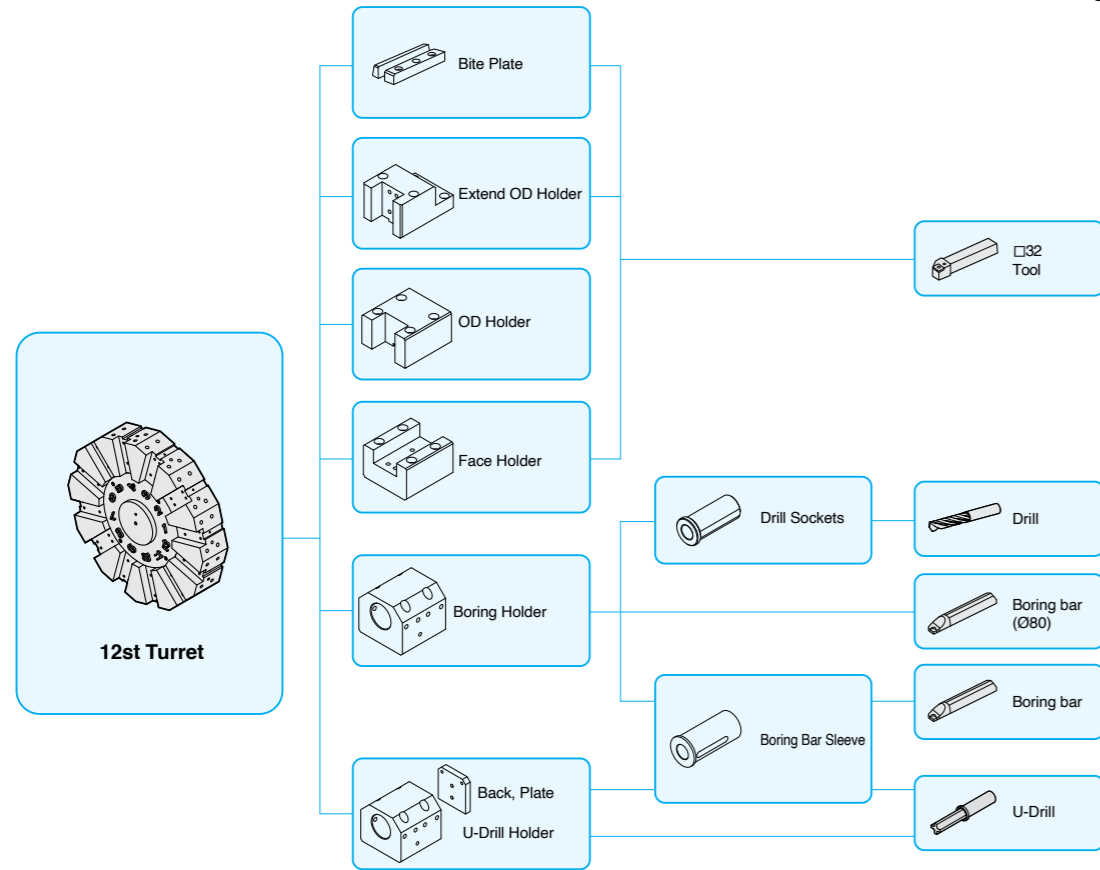 Bite Plate
Extend OD Holder
□32
Tool
OD Holder
12st Turret
Face Holder
Drill Sockets
Drill
Boring Holder
Boring bar
(Ø80)
Boring Bar Sleeve
Boring bar
Back, Plate
U-Drill Holder
U-Drill